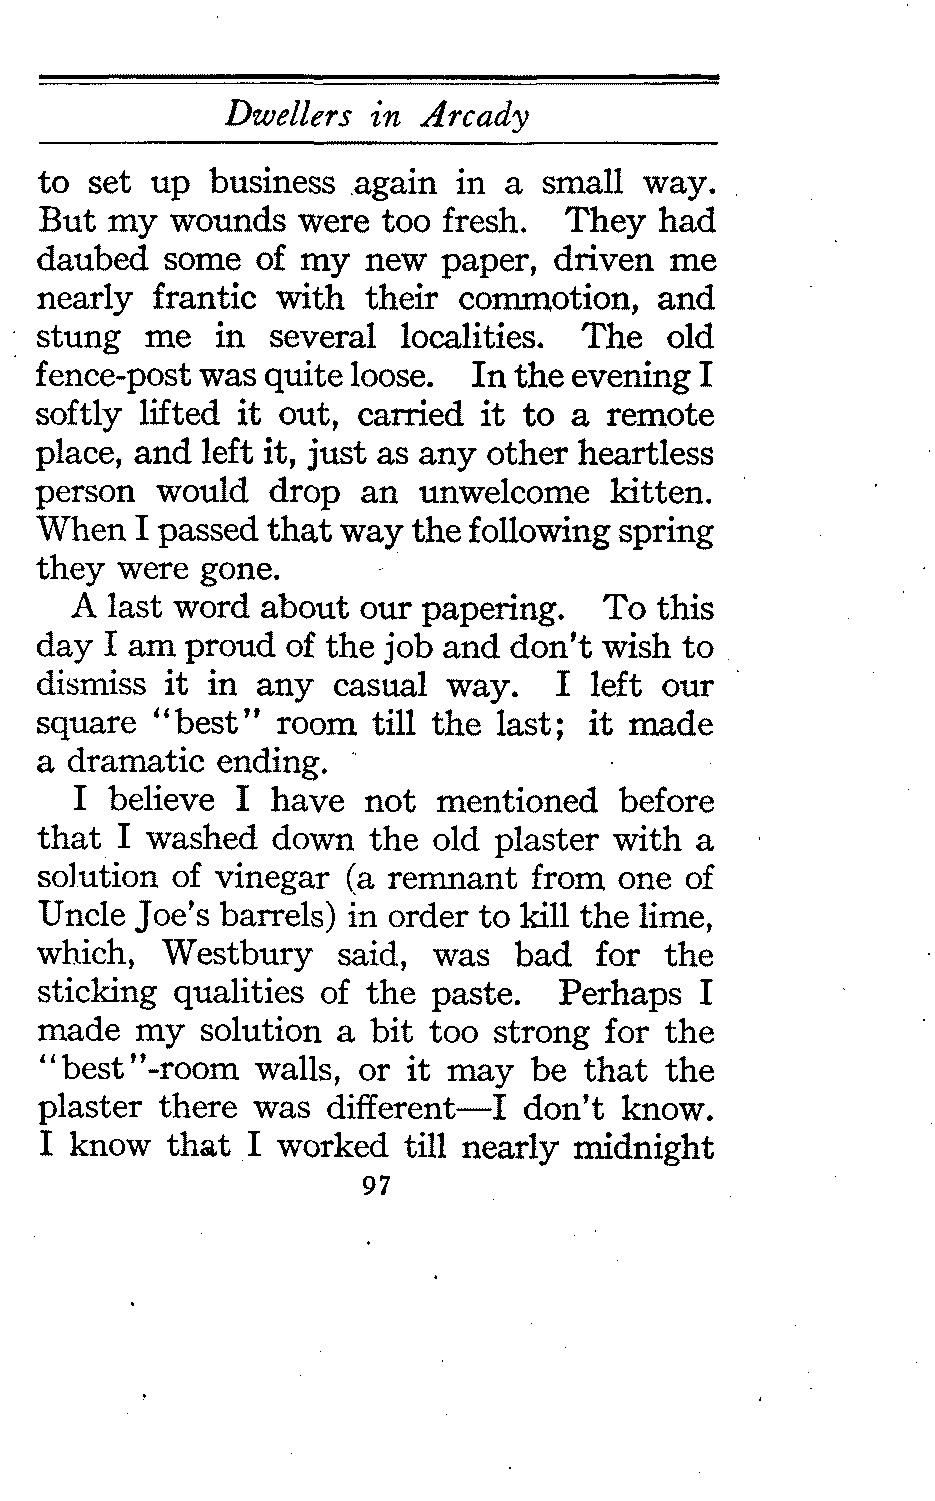 Dwellers in Arcady
to set up business again in a small way.
But my wounds were too fresh. They had
daubed some of my new paper, driven me
nearly frantic with their commotion, and
stung me in several localities. The old
fence-post was quite loose. In the evening I
softly lifted it out, carried it to a remote
place, and left it, just as any other heartless
person would drop an unwelcome kitten.
When I passed that way the following spring
they were gone.
A last word about our papering. To this
day I am proud of the job and don't wish to
dismiss it in any casual way. I left our
square "best" room till the last; it made
a dramatic ending.
I believe I have not mentioned before
that I washed down the old plaster with a
solution of vinegar (a remnant from one of
Uncle Joe's barrels) in order to kill the lime,
which, Westbury said, was bad for the
sticking qualities of the paste. Perhaps I
made my solution a bit too strong for the
"best"-room walls, or it may be that the
plaster there was different—I don't know.
I know that I worked till nearly midnight
97